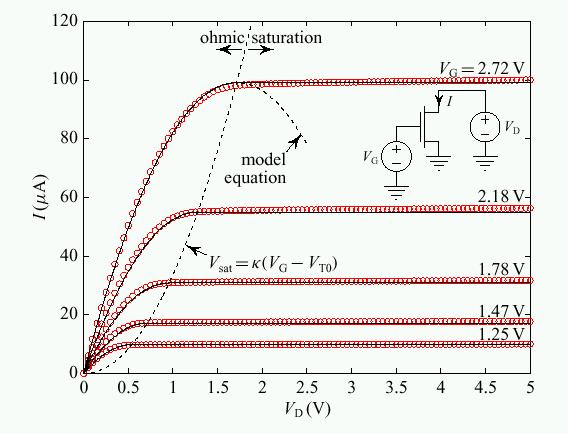 120
100
80
60
40
20
0
I (μA)
ohmic saturation
V_G = 2.72 V
I
+
−
V_D
+
−
V_G
model
equation
2.18 V
V_sat = κ(V_G − V_T0)
1.78 V
1.47 V
1.25 V
0 0.5 1 1.5 2 2.5 3 3.5 4 4.5 5
V_D (V)